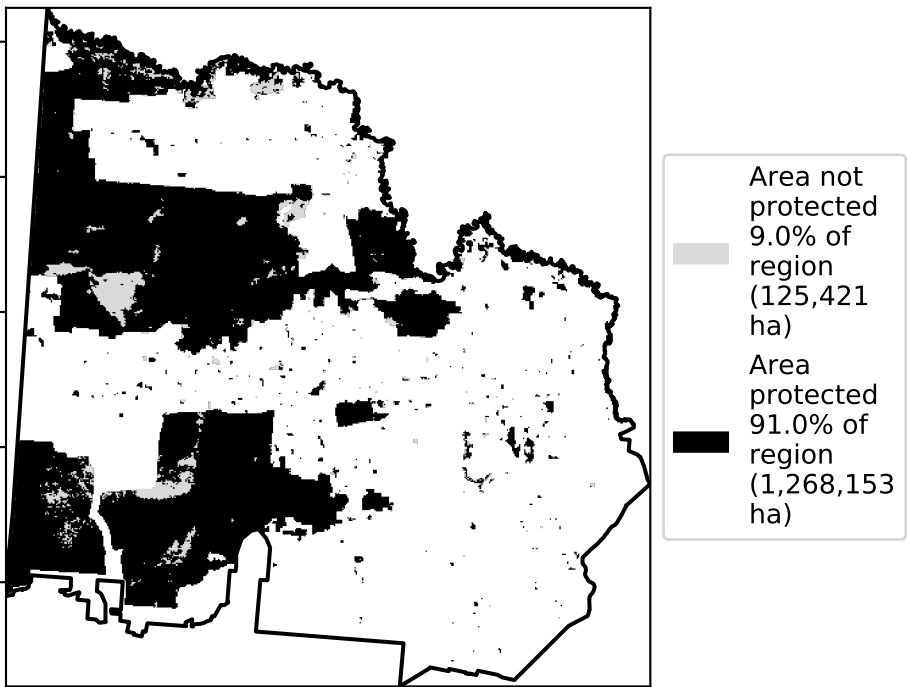 Area not
protected
9.0% of
region
(125,421
ha)
Area
protected
91.0% of
region
(1,268,153
ha)